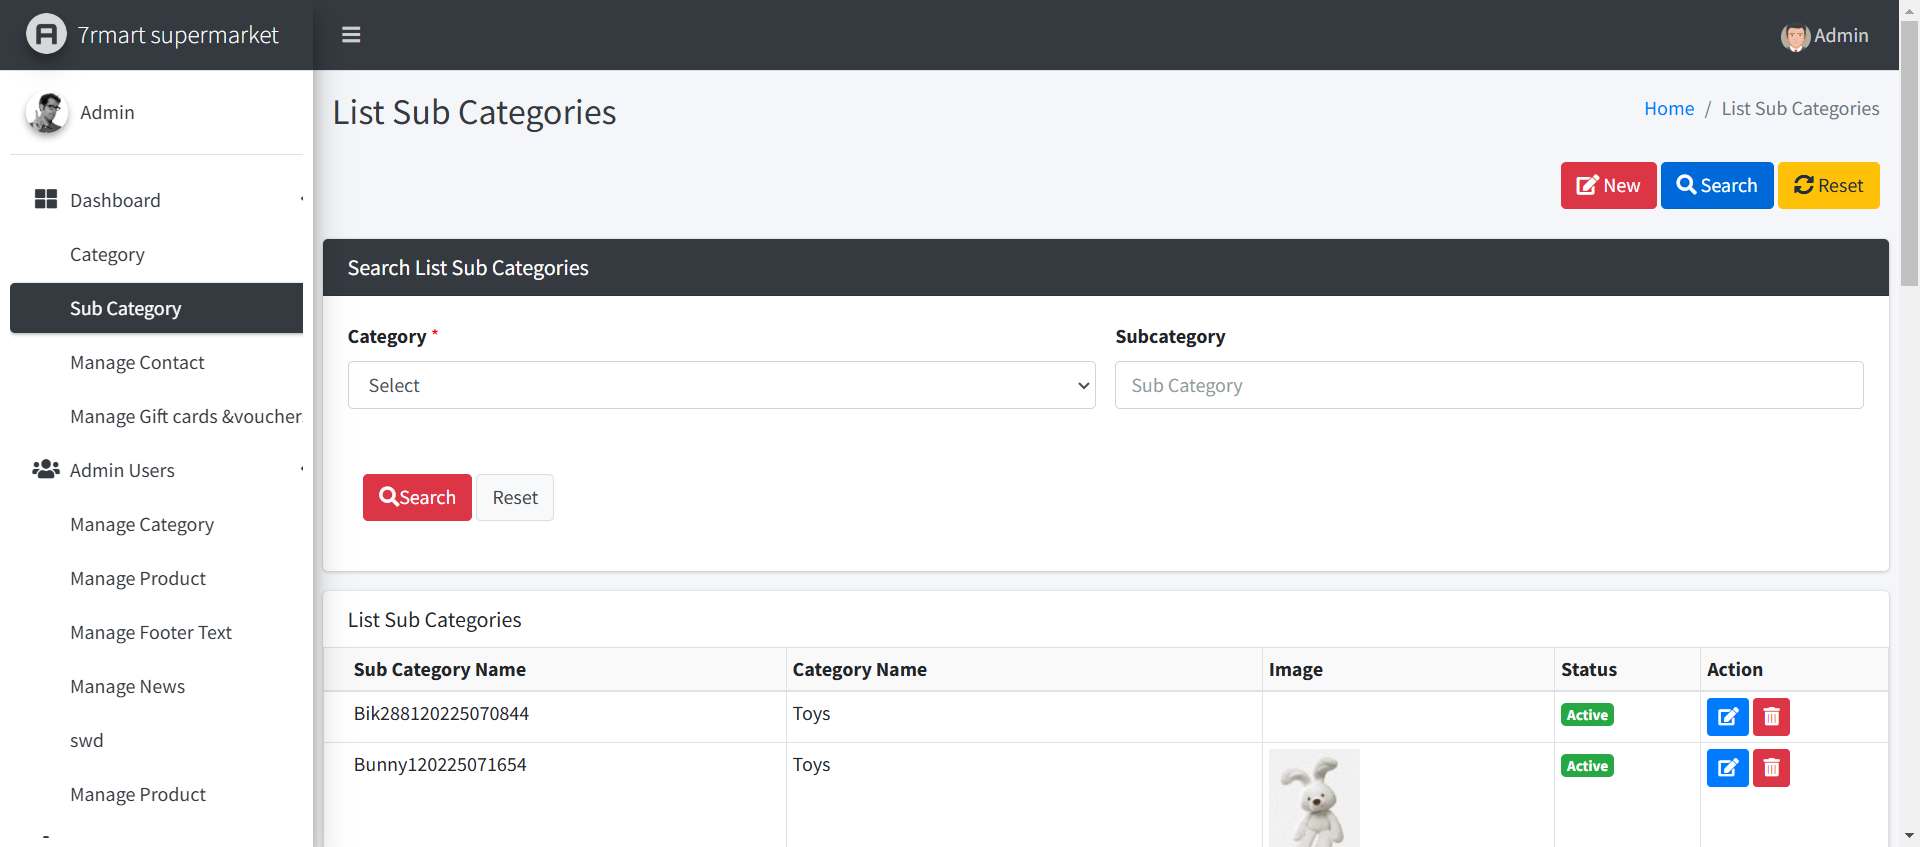 7rmart supermarket
Admin
Admin
List Sub Categories
Home / List Sub Categories
New
Search
Reset
Dashboard
Category
Sub Category
Manage Contact
Manage Gift cards &voucher
Admin Users
Manage Category
Manage Product
Manage Footer Text
Manage News
swd
Manage Product
Search List Sub Categories
Category *
Subcategory
Select
Sub Category
Search
Reset
List Sub Categories
Sub Category Name Category Name Image Status Action
Bik288120225070844 Toys Active
Bunny120225071654 Toys Active